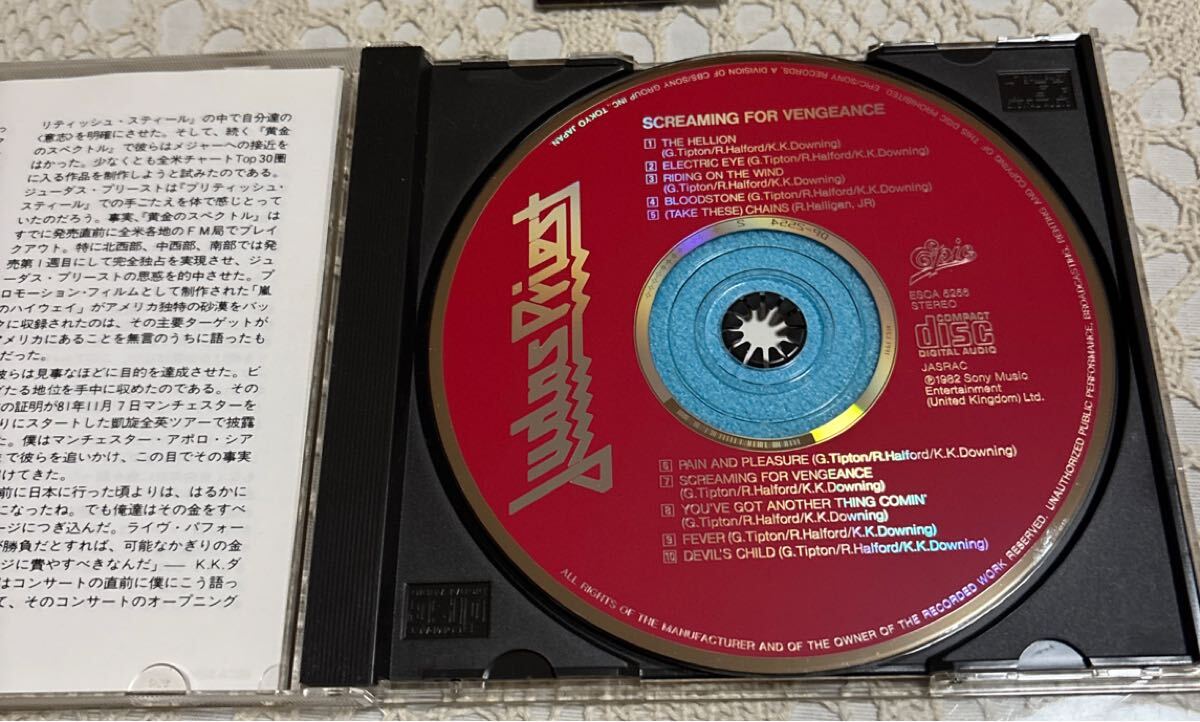 リティッシュ・スティール』の中で自分達の
〈意志〉を明確にさせた。そして、続く『黄金
のスペクトル』で彼らはメジャーへの接近を
はかった。少なくとも全米チャートTop 30圏
に入る作品を制作しようと試みたのである。
ジューダス・プリーストは『ブリティッシュ・
スティール』での手ごたえを体で感じとって
いたのだろう。事実、『黄金のスペクトル』は
すでに発売直前に全米各地のFM局でブレイ
クアウト。特に北西部、中西部、南部では発
売第1週目にして完全独占を実現させ、ジュ
ーダス・プリーストの思惑を的中させた。プ
ロモーション・フィルムとして制作された「嵐
のハイウェイ」がアメリカ独特の砂漠をバッ
クに収録されたのは、その主要ターゲットが
アメリカにあることを無言のうちに語ったも
だった。
彼らは見事なほどに目的を達成させた。ビ
グたる地位を手中に収めたのである。その
の証明が81年11月7日マンチェスターを
りにスタートした凱旋全英ツアーで披露
た。僕はマンチェスター・アポロ・シア
まで彼らを追いかけ、この目でその事実
けてきた。
前に日本に行った頃よりは、はるかに
になったね。でも俺達はその金をすべ
ージにつぎ込んだ。ライヴ・パフォー
が勝負だとすれば、可能なかぎりの金
ージに費やすべきなんだ」── K.K.ダ
はコンサートの直前に僕にこう語っ
て、そのコンサートのオープニング
Judas Priest
SCREAMING FOR VENGEANCE
1 THE HELLION
(G.Tipton/R.Halford/K.K.Downing)
2 ELECTRIC EYE (G.Tipton/R.Halford/K.K.Downing)
3 RIDING ON THE WIND
(G.Tipton/R.Halford/K.K.Downing)
4 BLOODSTONE (G.Tipton/R.Halford/K.K.Downing)
5 (TAKE THESE) CHAINS (R.Halligan, JR)
Epic
ESCA 5255
STEREO
COMPACT
disc
DIGITAL AUDIO
JASRAC
℗1982 Sony Music
Entertainment
(United Kingdom) Ltd.
6 PAIN AND PLEASURE (G.Tipton/R.Halford/K.K.Downing)
7 SCREAMING FOR VENGEANCE
(G.Tipton/R.Halford/K.K.Downing)
8 YOU'VE GOT ANOTHER THING COMIN'
(G.Tipton/R.Halford/K.K.Downing)
9 FEVER (G.Tipton/R.Halford/K.K.Downing)
10 DEVIL'S CHILD (G.Tipton/R.Halford/K.K.Downing)
ALL RIGHTS OF THE MANUFACTURER AND OF THE OWNER OF THE RECORDED WORK RESERVED. UNAUTHORIZED PUBLIC PERFORMANCE, BROADCASTING, RENTING AND COPYING OF THIS DISC PROHIBITED. EPIC/SONY RECORDS, A DIVISION OF CBS/SONY GROUP INC. TOKYO JAPAN